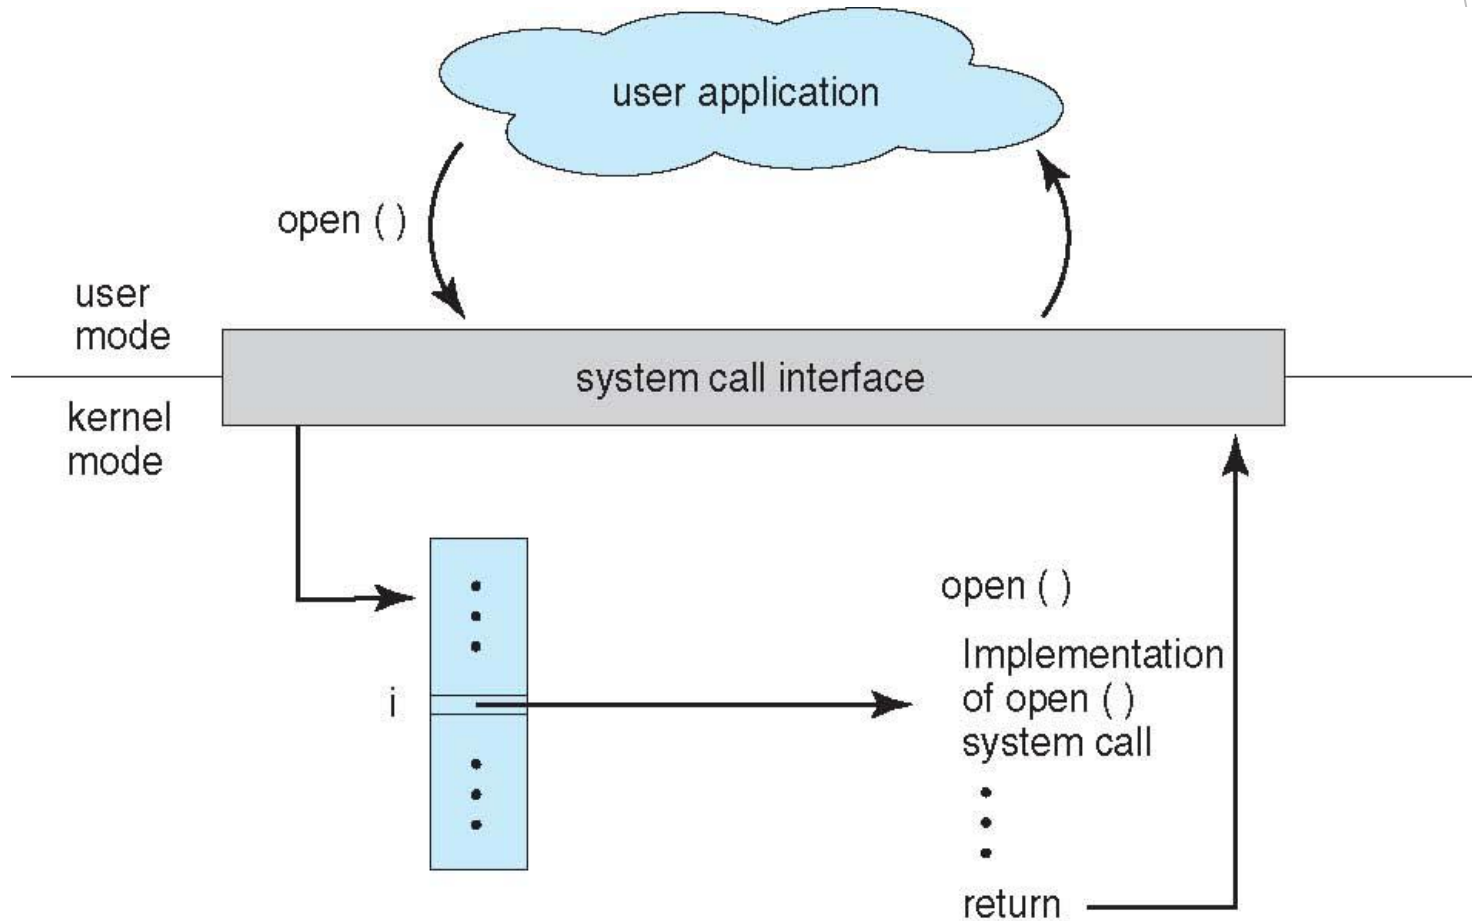 user application
open ( )
user
mode
system call interface
kernel
mode
open ( )
i
Implementation
of open ( )
system call
return